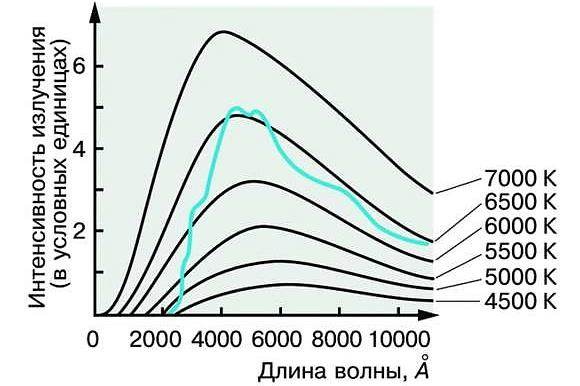 Интенсивность излучения
(в условных единицах)
6
4
2
7000 K
6500 K
6000 K
5500 K
5000 K
4500 K
0 2000 4000 6000 8000 10000
Длина волны, Å